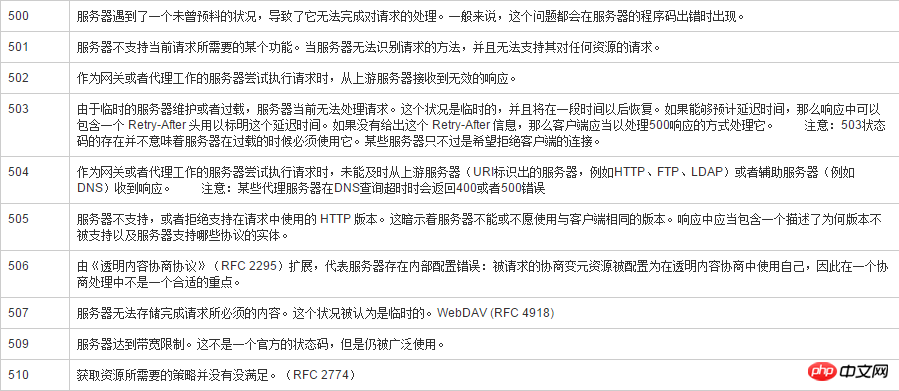 500 服务器遇到了一个未曾预料的状况，导致了它无法完成对请求的处理。一般来说，这个问题都会在服务器的程序码出错时出现。
501 服务器不支持当前请求所需要的某个功能。当服务器无法识别请求的方法，并且无法支持其对任何资源的请求。
502 作为网关或者代理工作的服务器尝试执行请求时，从上游服务器接收到无效的响应。
503 由于临时的服务器维护或者过载，服务器当前无法处理请求。这个状况是临时的，并且将在一段时间以后恢复。如果能够预计延迟时间，那么响应中可以
包含一个 Retry-After 头用以标明这个延迟时间。如果没有给出这个 Retry-After 信息，那么客户端应当以处理500响应的方式处理它。 注意：503状态
码的存在并不意味着服务器在过载的时候必须使用它。某些服务器只不过是希望拒绝客户端的连接。
504 作为网关或者代理工作的服务器尝试执行请求时，未能及时从上游服务器（URI标识出的服务器，例如HTTP、FTP、LDAP）或者辅助服务器（例如
DNS）收到响应。 注意：某些代理服务器在DNS查询超时时会返回400或者500错误
505 服务器不支持，或者拒绝支持在请求中使用的 HTTP 版本。这暗示着服务器不能或不愿使用与客户端相同的版本。响应中应当包含一个描述了为何版本不
被支持以及服务器支持哪些协议的实体。
506 由《透明内容协商协议》（RFC 2295）扩展，代表服务器存在内部配置错误：被请求的协商变元资源被配置为在透明内容协商中使用自己，因此在一个协
商处理中不是一个合适的重点。
507 服务器无法存储完成请求所必须的内容。这个状况被认为是临时的。WebDAV (RFC 4918)
509 服务器达到带宽限制。这不是一个官方的状态码，但是仍被广泛使用。
510 获取资源所需要的策略并没有没满足。（RFC 2774）
php 中文网